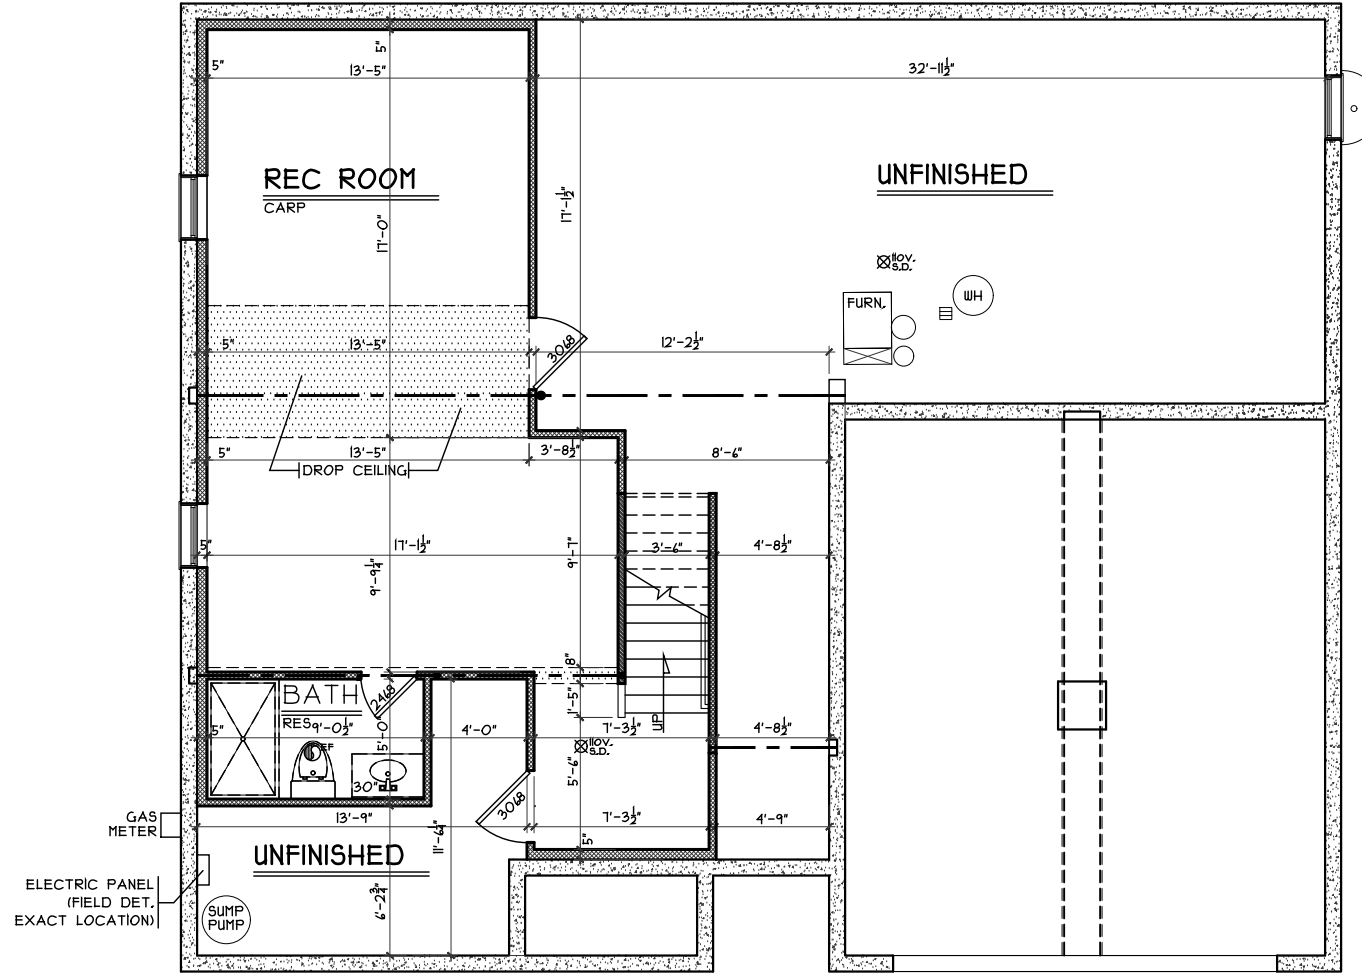 5"
5"
13'-5"
32'-11½"
REC ROOM
CARP
UNFINISHED
17'-1½"
17'-0"
110V.
S.D.
WH
FURN.
5"
13'-5"
3068
12'-2½"
5"
13'-5"
3'-8½"
8'-6"
DROP CEILING
5"
17'-1½"
9'-7"
3'-6"
4'-8½"
9'-9¼"
8"
BATH
2468
RES
9'-0½"
5"
EF
5'-0"
4'-0"
1'-5"
7'-3½"
110V.
S.D.
UP
4'-8½"
30"
5'-6"
3068
GAS
METER
13'-9"
7'-3½"
4'-9"
11'-6¼"
5"
UNFINISHED
ELECTRIC PANEL
(FIELD DET.
EXACT LOCATION)
6'-2¾"
SUMP
PUMP